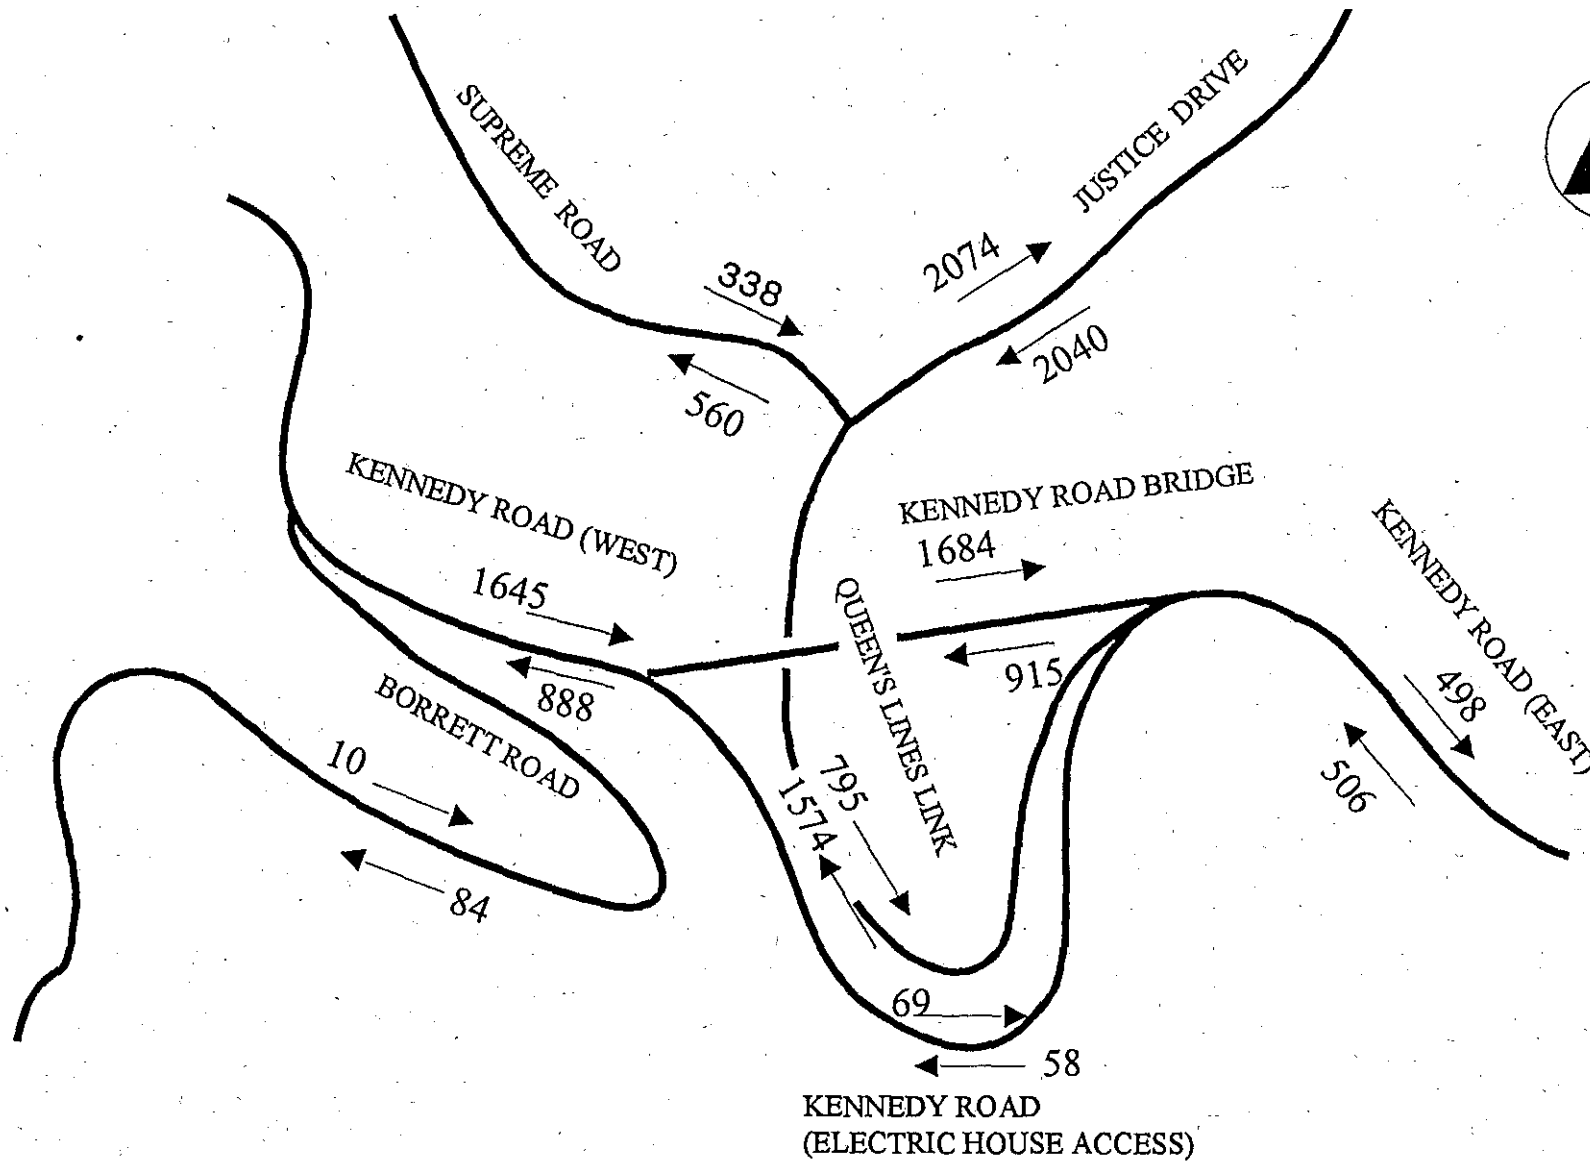 SUPREME ROAD
JUSTICE DRIVE
338
560
2074
2040
KENNEDY ROAD (WEST)
1645
888
KENNEDY ROAD BRIDGE
1684
915
KENNEDY ROAD (EAST)
498
506
QUEEN'S LINES LINK
795
1574
BORRETT ROAD
10
84
69
58
KENNEDY ROAD
(ELECTRIC HOUSE ACCESS)